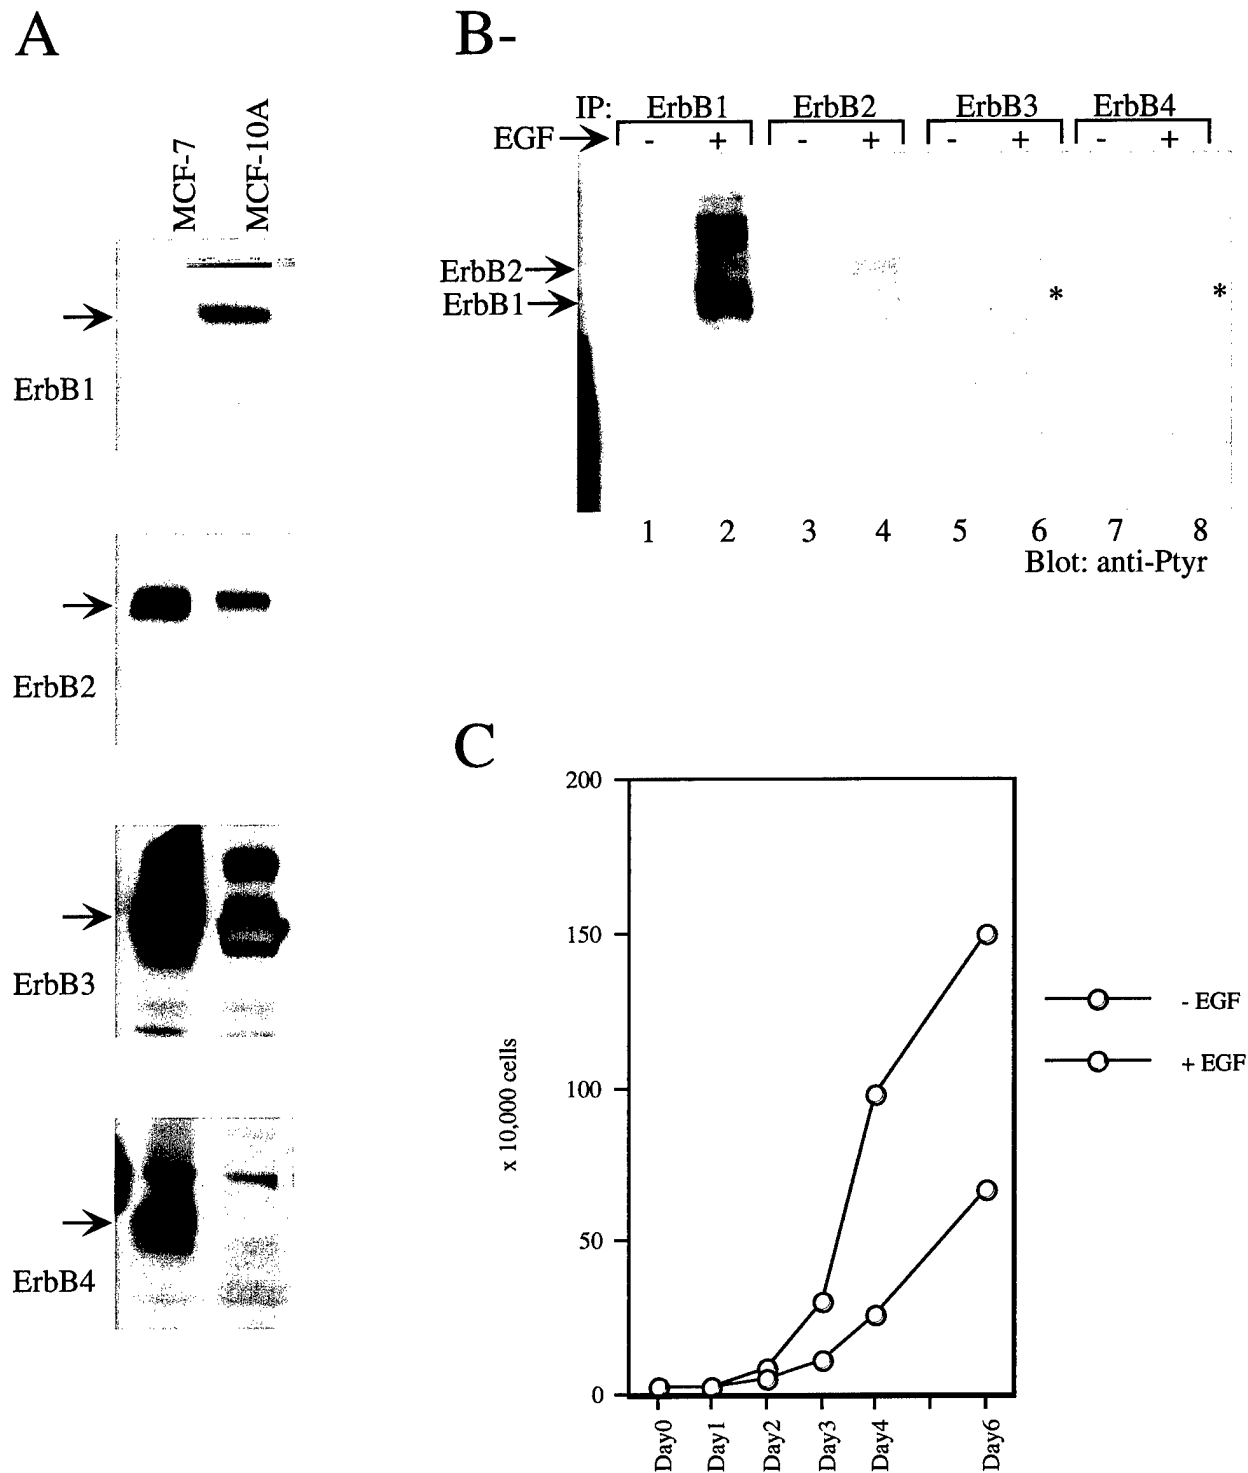 A
MCF-7
MCF-10A
ErbB1
ErbB2
ErbB3
ErbB4
B-
IP: ErbB1 ErbB2 ErbB3 ErbB4
EGF - + - + - + - +
ErbB2
ErbB1
*
*
1 2 3 4 5 6 7 8
Blot: anti-Ptyr
C
200
150
100
50
0
x 10,000 cells
Day0
Day1
Day2
Day3
Day4
Day6
- EGF
+ EGF